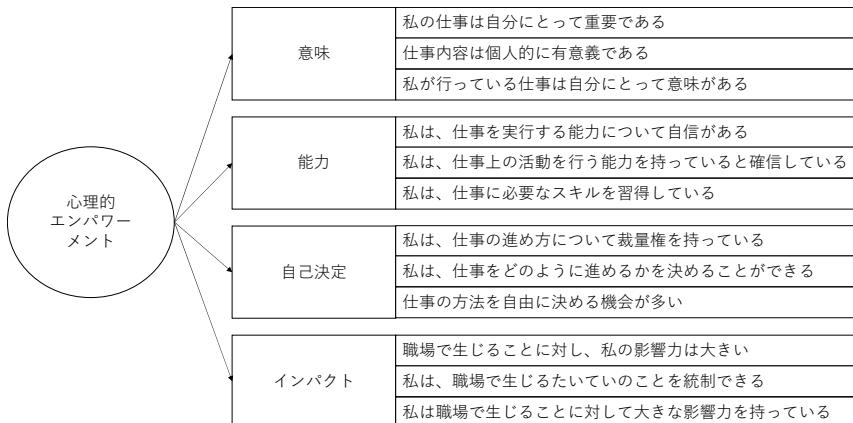 心理的
エンパワー
メント
意味
私の仕事は自分にとって重要である
仕事内容は個人的に有意義である
私が行っている仕事は自分にとって意味がある
能力
私は、仕事を実行する能力について自信がある
私は、仕事上の活動を行う能力を持っていると確信している
私は、仕事に必要なスキルを習得している
自己決定
私は、仕事の進め方について裁量権を持っている
私は、仕事をどのように進めるかを決めることができる
仕事の方法を自由に決める機会が多い
インパクト
職場で生じることに対し、私の影響力は大きい
私は、職場で生じるたいていのことを統制できる
私は職場で生じることに対して大きな影響力を持っている